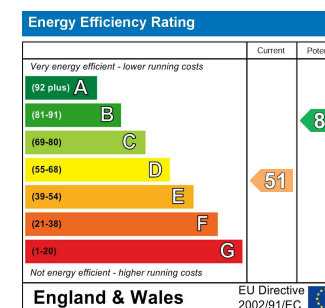 Energy Efficiency Rating
Current
Very energy efficient - lower running costs
(92 plus) A
(81-91) B
(69-80) C
(55-68) D
51
(39-54) E
(21-38) F
(1-20) G
Not energy efficient - higher running costs
England & Wales
EU Directive
2002/91/EC